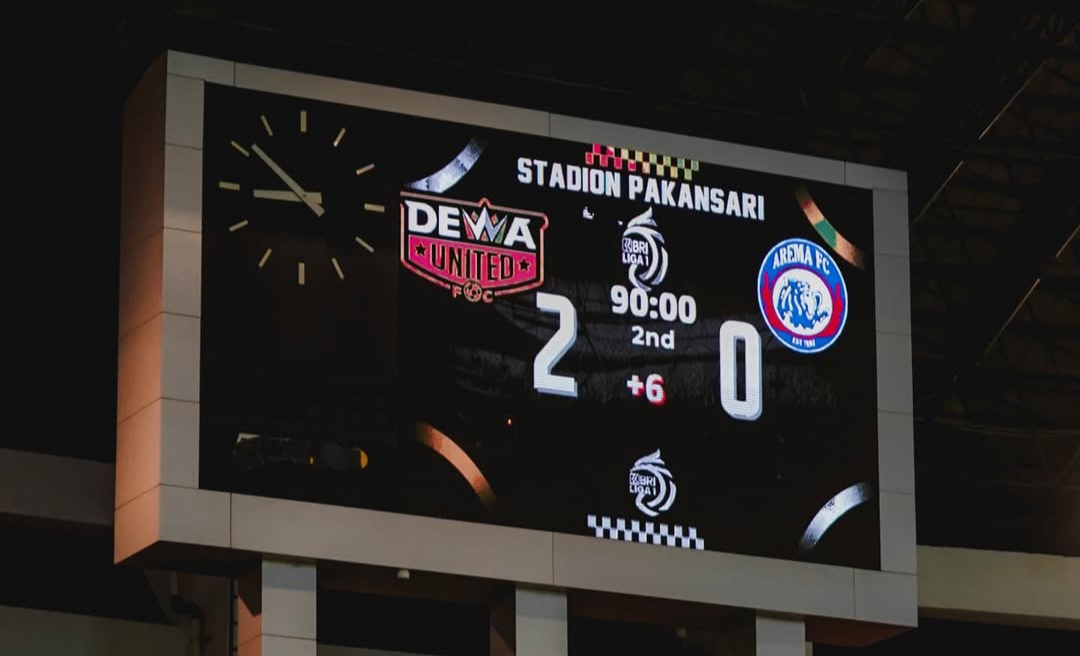 STADION PAKANSARI
DEWA
UNITED
FC
BRI
LIGA 1
AREMA FC
90:00
2nd
2
0
+6
BRI
LIGA 1